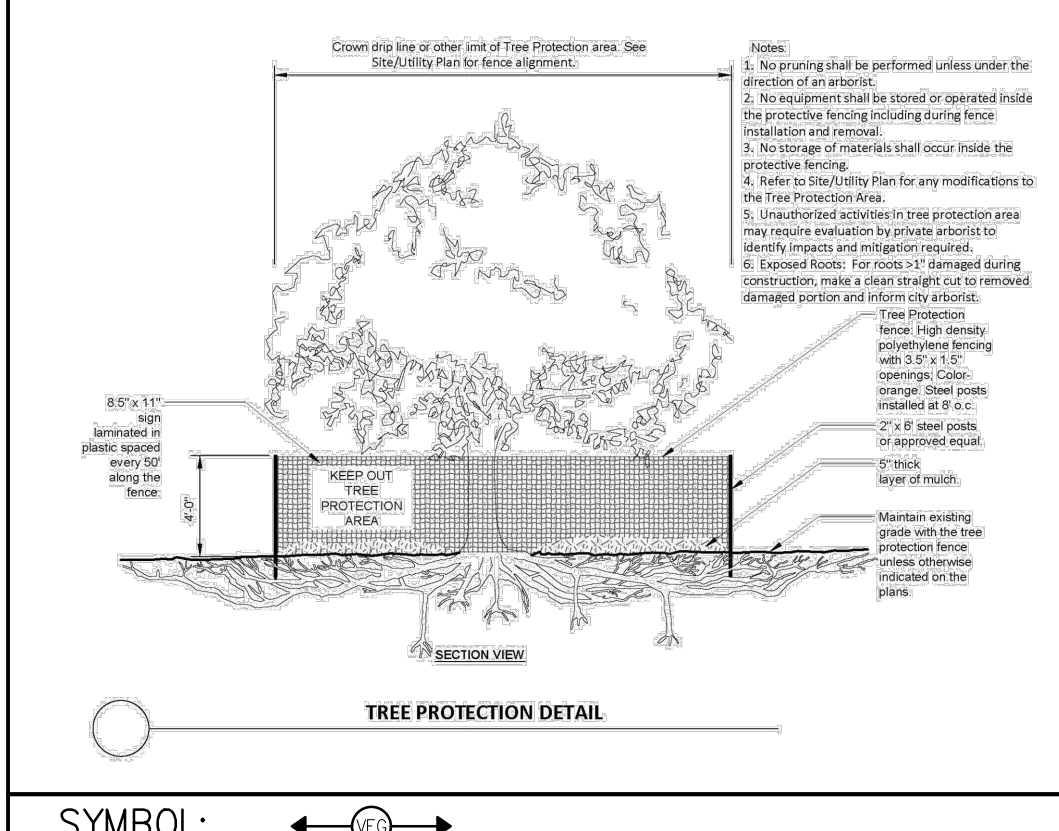 Crown drip line or other limit of Tree Protection area. See
Site/Utility Plan for fence alignment.
Notes:
1. No pruning shall be performed unless under the
direction of an arborist.
2. No equipment shall be stored or operated inside
the protective fencing including during fence
installation and removal.
3. No storage of materials shall occur inside the
protective fencing.
4. Refer to Site/Utility Plan for any modifications to
the Tree Protection Area.
5. Unauthorized activities in tree protection area
may require evaluation by private arborist to
identify impacts and mitigation required.
6. Exposed Roots: For roots >1" damaged during
construction, make a clean straight cut to removed
damaged portion and inform city arborist.
Tree Protection
fence: High density
polyethylene fencing
with 3.5" x 1.5"
openings; Color-
orange. Steel posts
installed at 8' o.c.
2" x 6' steel posts
or approved equal.
5" thick
layer of mulch.
Maintain existing
grade with the tree
protection fence
unless otherwise
indicated on the
plans.
8.5" x 11"
sign
laminated in
plastic spaced
every 50'
along the
fence.
4'-0"
KEEP OUT
TREE
PROTECTION
AREA
SECTION VIEW
TREE PROTECTION DETAIL
SYMBOL:
VEG